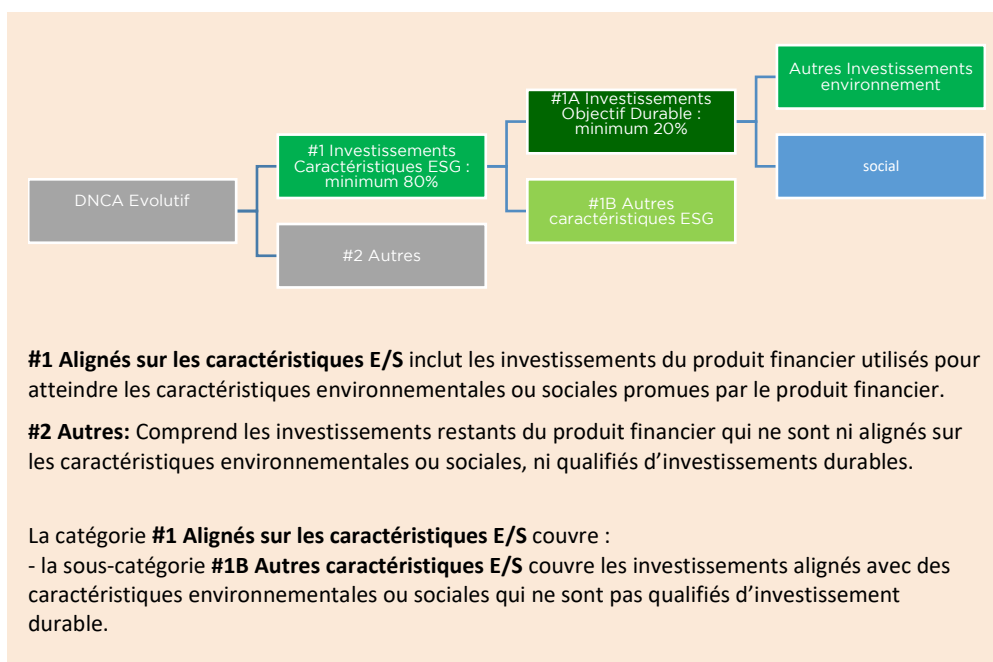 Autres Investissements
environnement
#1A Investissements
Objectif Durable :
minimum 20%
#1 Investissements
Caractéristiques ESG :
minimum 80%
social
DNCA Evolutif
#1B Autres
caractéristiques ESG
#2 Autres
#1 Alignés sur les caractéristiques E/S inclut les investissements du produit financier utilisés pour
atteindre les caractéristiques environnementales ou sociales promues par le produit financier.
#2 Autres: Comprend les investissements restants du produit financier qui ne sont ni alignés sur
les caractéristiques environnementales ou sociales, ni qualifiés d’investissements durables.
La catégorie #1 Alignés sur les caractéristiques E/S couvre :
- la sous-catégorie #1B Autres caractéristiques E/S couvre les investissements alignés avec des
caractéristiques environnementales ou sociales qui ne sont pas qualifiés d’investissement
durable.